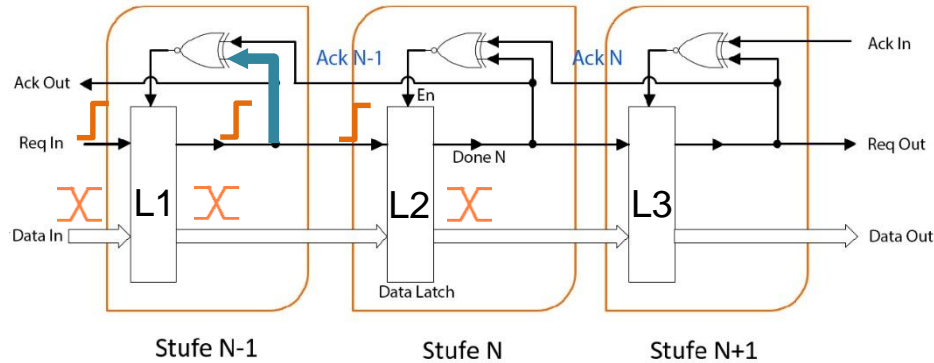 Ack N-1
Ack N
Ack In
Ack Out
En
Req In
Done N
Req Out
L1
L2
L3
Data In
Data Out
Data Latch
Stufe N-1
Stufe N
Stufe N+1